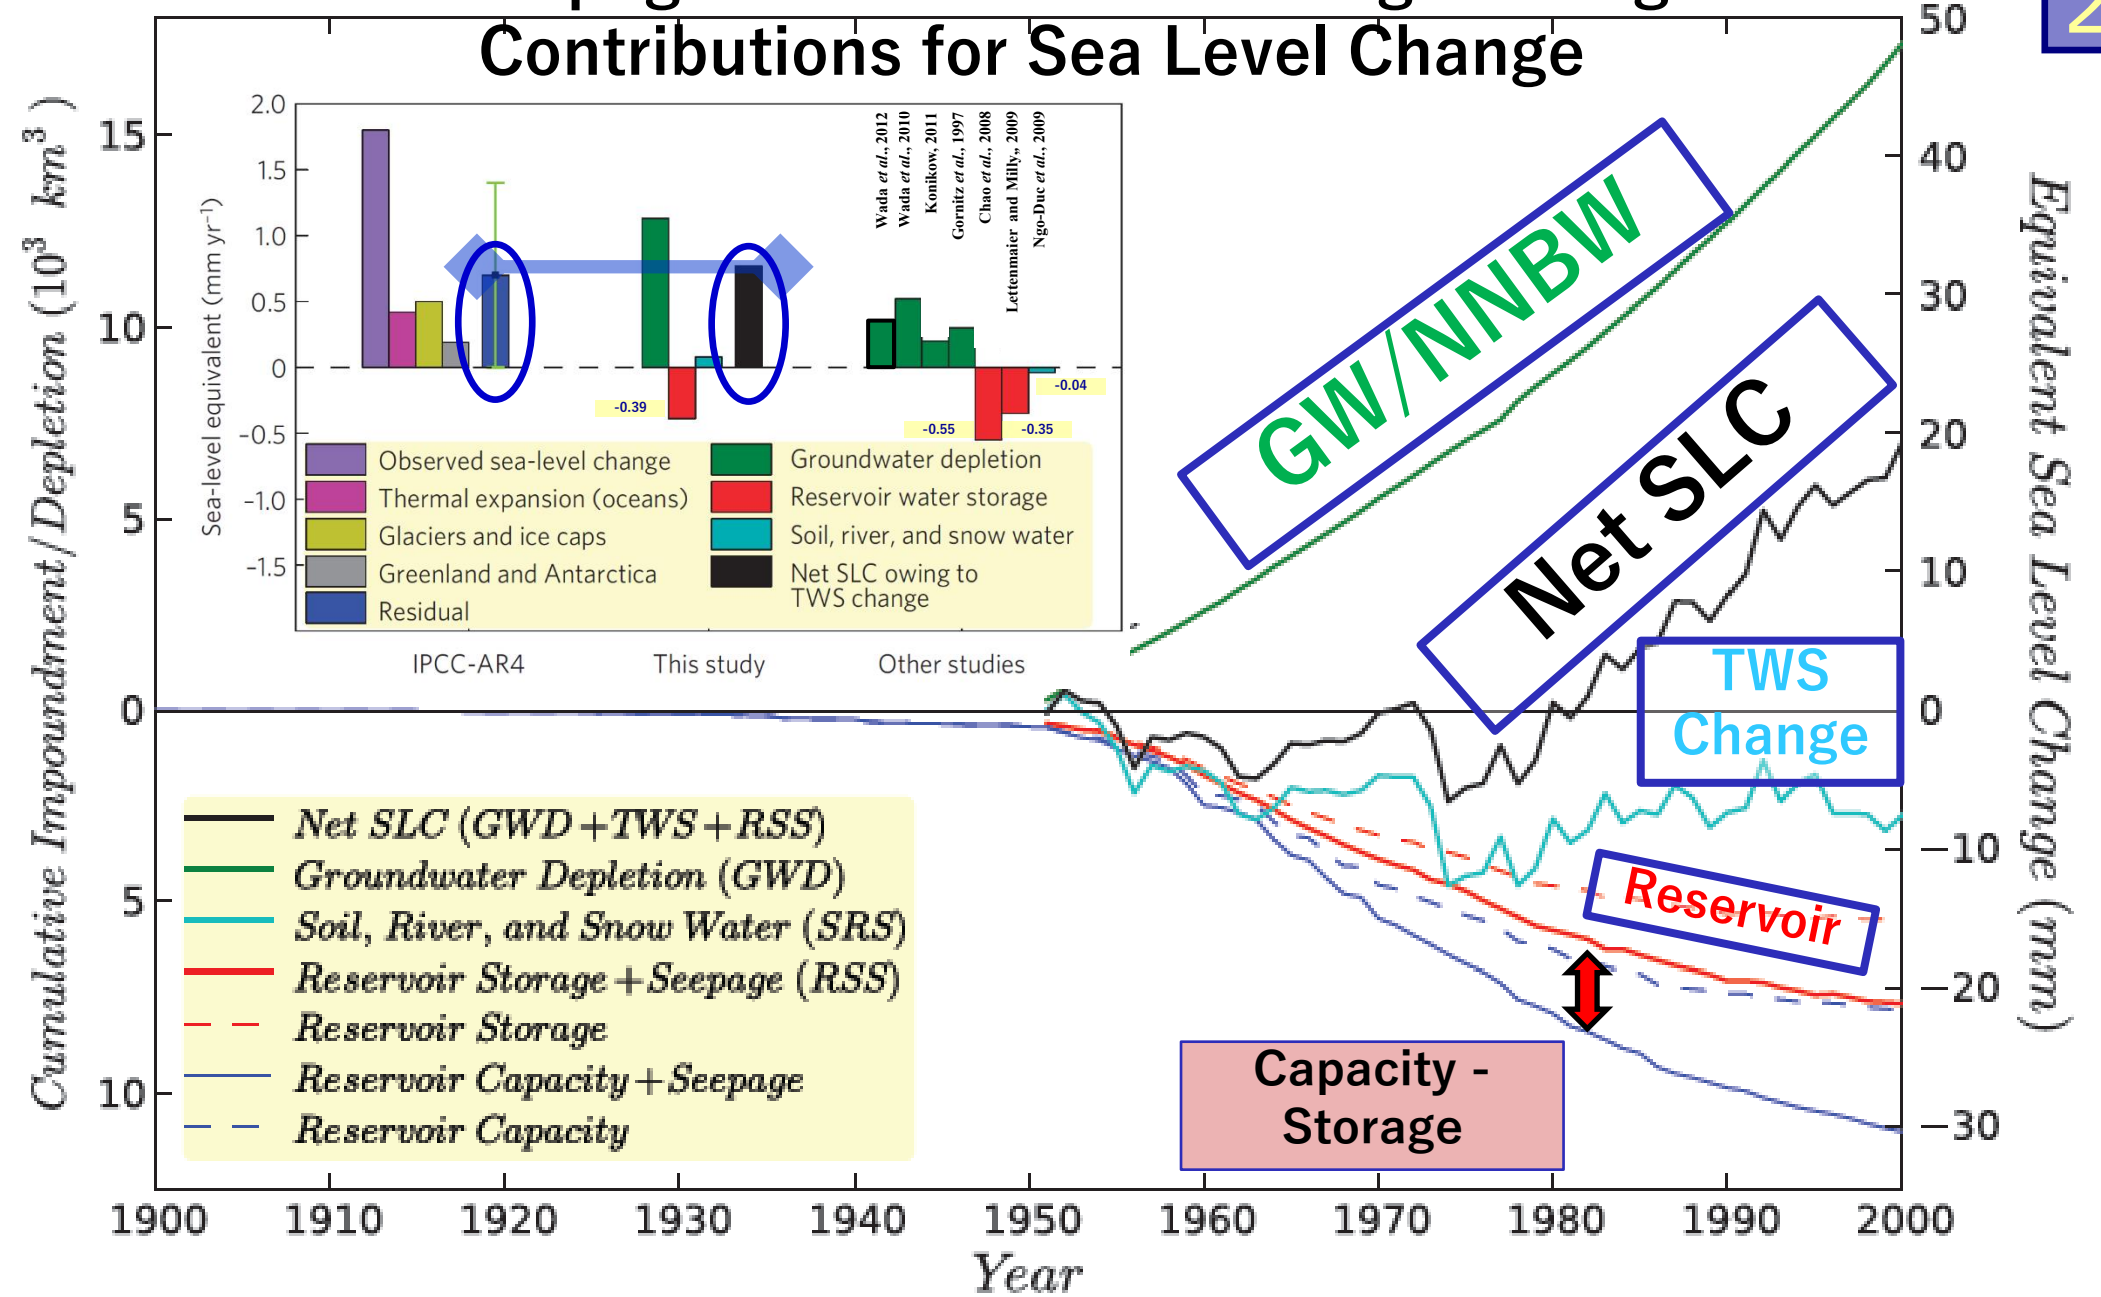 Contributions for Sea Level Change
2.0
1.5
1.0
0.5
0
-0.5
-1.0
-1.5
Sea-level equivalent (mm yr⁻¹)
Wada et al., 2012
Wada et al., 2010
Konikow, 2011
Gornitz et al., 1997
Chao et al., 2008
Lettenmaier and Milly,, 2009
Ngo-Duc et al., 2009
-0.39
-0.55
-0.35
-0.04
Observed sea-level change
Thermal expansion (oceans)
Glaciers and ice caps
Greenland and Antarctica
Residual
Groundwater depletion
Reservoir water storage
Soil, river, and snow water
Net SLC owing to
TWS change
IPCC-AR4
This study
Other studies
GW/NNBW
Net SLC
TWS
Change
Reservoir
Capacity -
Storage
Net SLC (GWD+TWS+RSS)
Groundwater Depletion (GWD)
Soil, River, and Snow Water (SRS)
Reservoir Storage+Seepage (RSS)
Reservoir Storage
Reservoir Capacity+Seepage
Reservoir Capacity
Cumulative Impoundment/Depletion (10³ km³)
15
10
5
0
5
10
50
40
30
20
10
0
−10
−20
−30
Equivalent Sea Level Change (mm)
1900 1910 1920 1930 1940 1950 1960 1970 1980 1990 2000
Year